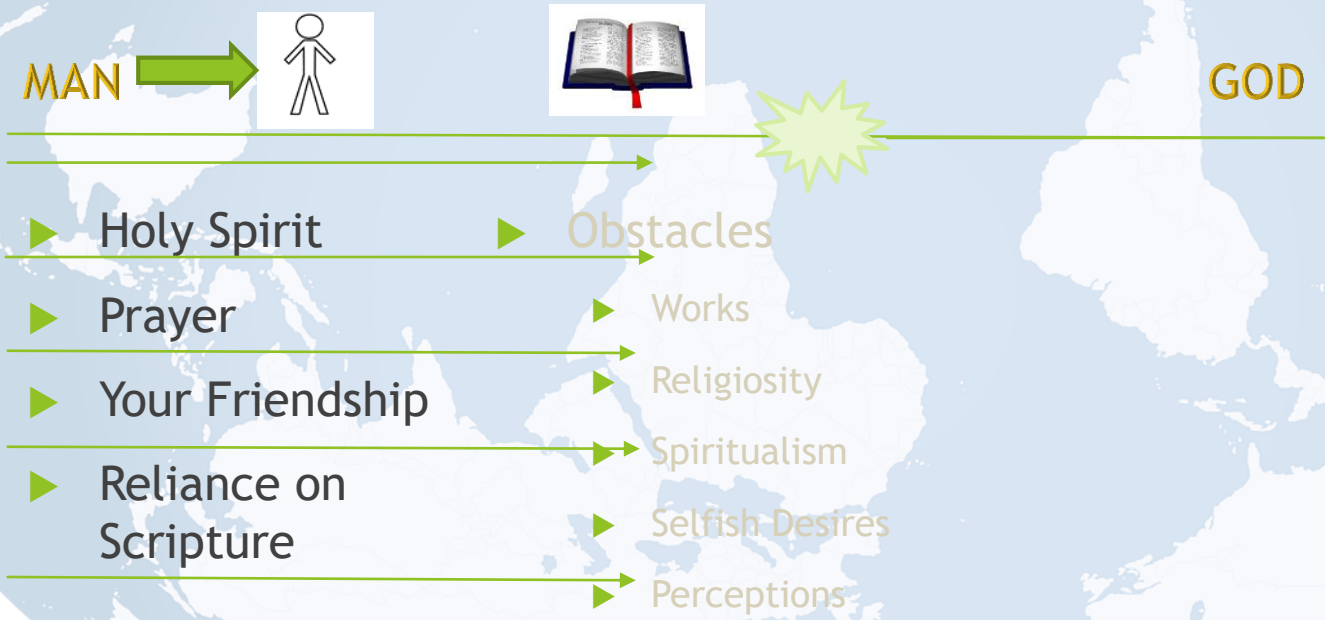 MAN
GOD
Holy Spirit
Prayer
Your Friendship
Reliance on
Scripture
Obstacles
Works
Religiosity
Spiritualism
Selfish Desires
Perceptions